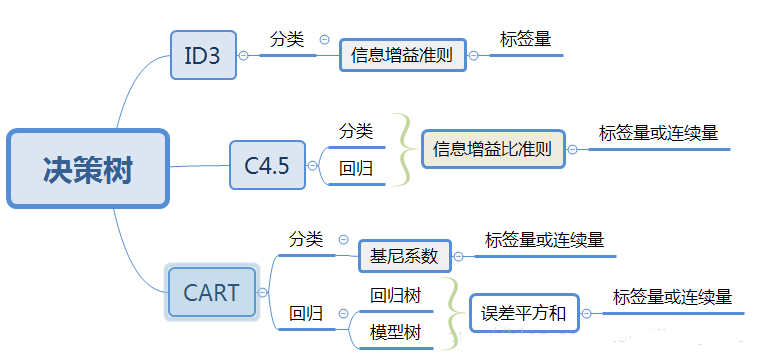 决策树
ID3
分类
信息增益准则
标签量
C4.5
分类
回归
信息增益比准则
标签量或连续量
CART
分类
基尼系数
标签量或连续量
回归
回归树
模型树
误差平方和
标签量或连续量